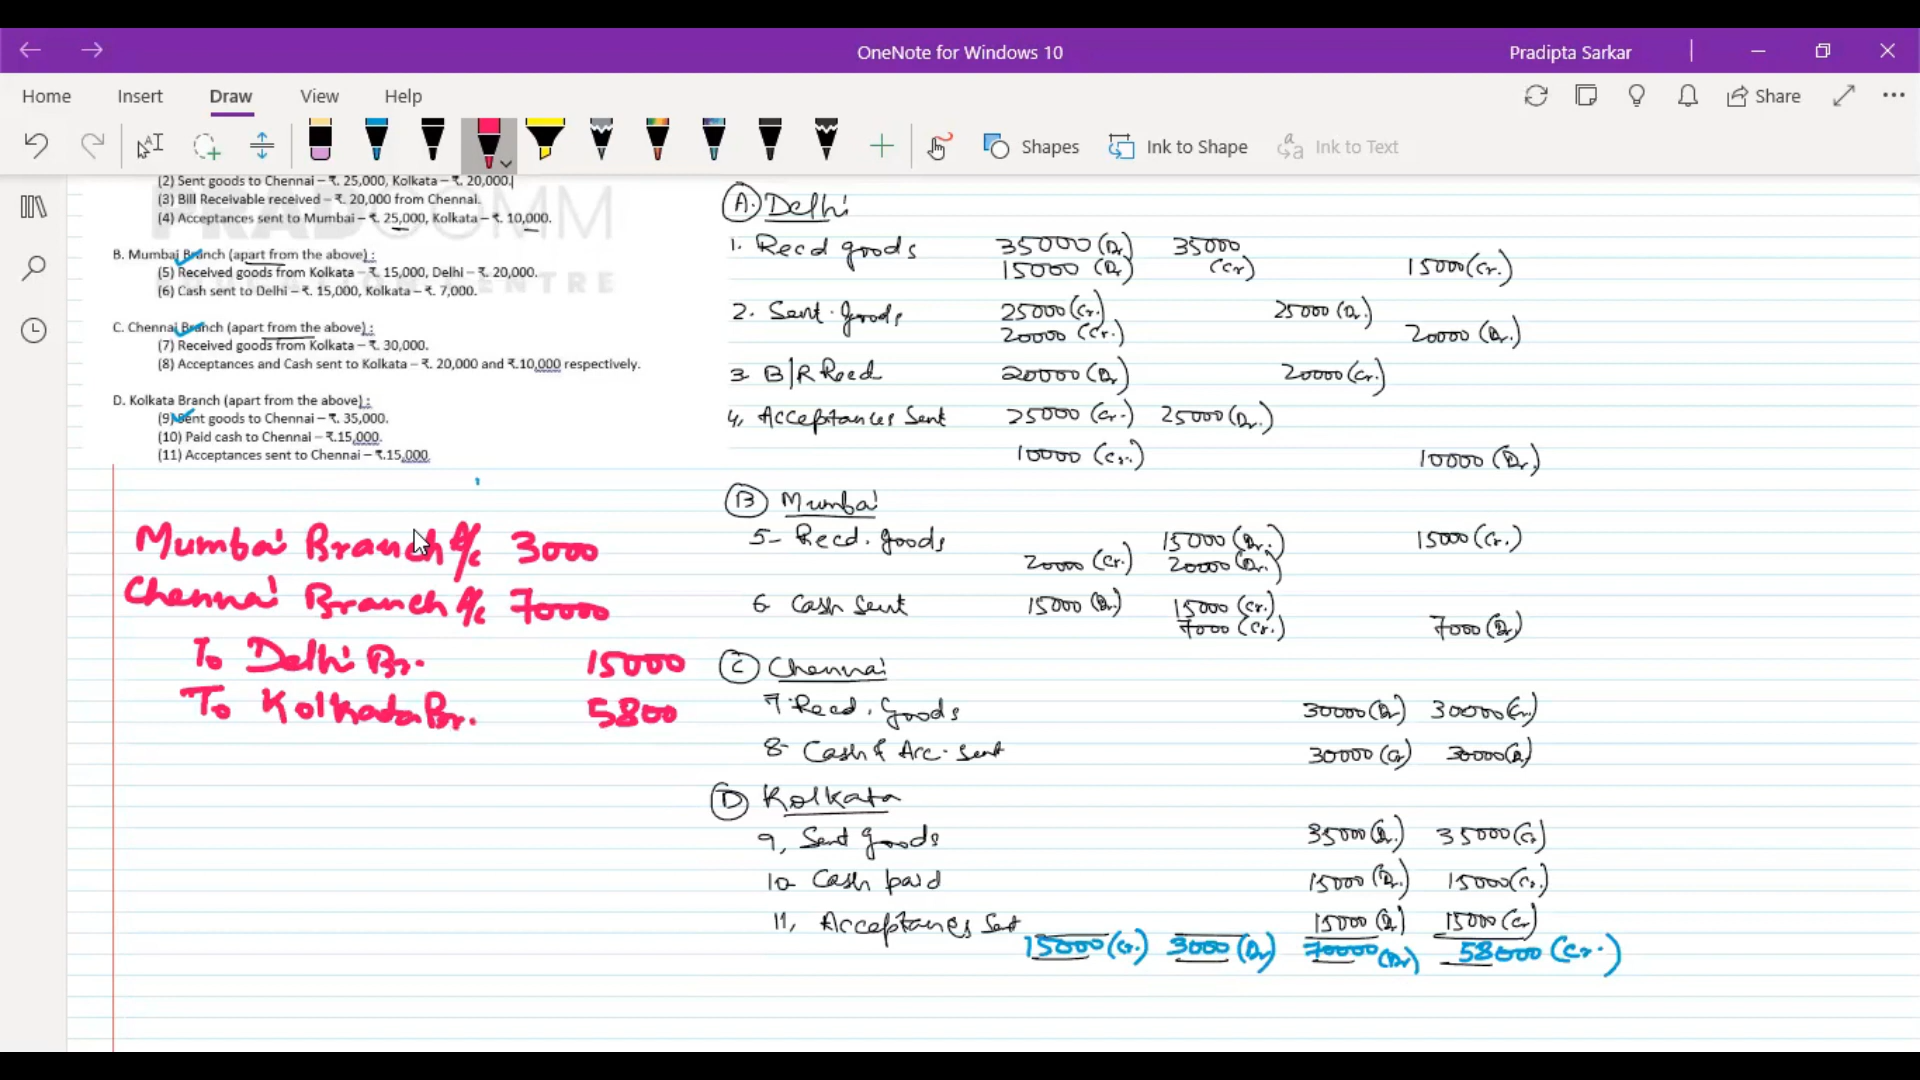 OneNote for Windows 10
Pradipta Sarkar
Home Insert Draw View Help
Share
Shapes Ink to Shape Ink to Text
(2) Sent goods to Chennai – ₹. 25,000, Kolkata – ₹. 20,000.
(3) Bill Receivable received – ₹. 20,000 from Chennai.
(4) Acceptances sent to Mumbai – ₹. 25,000, Kolkata – ₹. 10,000.
B. Mumbai Branch (apart from the above) :
(5) Received goods from Kolkata – ₹. 15,000, Delhi – ₹. 20,000.
(6) Cash sent to Delhi – ₹. 15,000, Kolkata – ₹. 7,000.
C. Chennai Branch (apart from the above) :
(7) Received goods from Kolkata – ₹. 30,000.
(8) Acceptances and Cash sent to Kolkata – ₹. 20,000 and ₹.10,000 respectively.
D. Kolkata Branch (apart from the above) :
(9) Sent goods to Chennai – ₹. 35,000.
(10) Paid cash to Chennai – ₹.15,000.
(11) Acceptances sent to Chennai – ₹.15,000.
Mumbai Branch A/c 3000
Chennai Branch A/c 70000
To Delhi Br. 15000
To Kolkata Br. 5800
A. Delhi
1. Recd goods 35000 (Dr) 35000
15000 (Dr) (Cr) 15000 (Cr.)
2. Sent goods 25000 (Cr.) 25000 (Dr.)
20000 (Cr.) 20000 (Dr.)
3. B/R Recd 20000 (Dr) 20000 (Cr.)
4, Acceptances Sent 25000 (Cr.) 25000 (Dr.)
10000 (Cr.) 10000 (Dr.)
B Mumbai
5- Recd. goods 15000 (Dr.) 15000 (Cr.)
20000 (Cr.) 20000 (Dr.)
6- Cash Sent 15000 (Dr.) 15000 (Cr.)
7000 (Cr.) 7000 (Dr)
C Chennai
7. Recd. Goods 30000 (Dr) 30000 (Cr)
8- Cash & Acc. Sent 30000 (Cr) 30000 (Dr)
D Kolkata
9, Sent goods 35000 (Dr.) 35000 (Cr)
10- Cash paid 15000 (Dr.) 15000 (Cr.)
11, Acceptances Sent 15000 (Dr) 15000 (Cr)
15000 (Cr.) 3000 (Dr) 70000 (Dr) 58000 (Cr.)